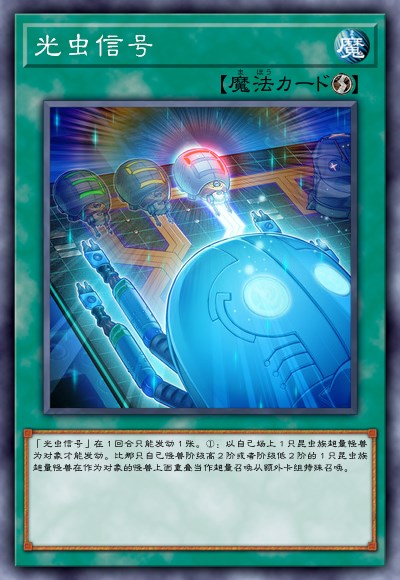 光虫信号
魔
まほう
【魔法カード】
「光虫信号」在1回合只能发动1张。①：以自己场上1只昆虫族超量怪兽
为对象才能发动。比那只自己怪兽阶级高2阶或者阶级低2阶的1只昆虫族
超量怪兽在作为对象的怪兽上面重叠当作超量召唤从额外卡组特殊召唤。